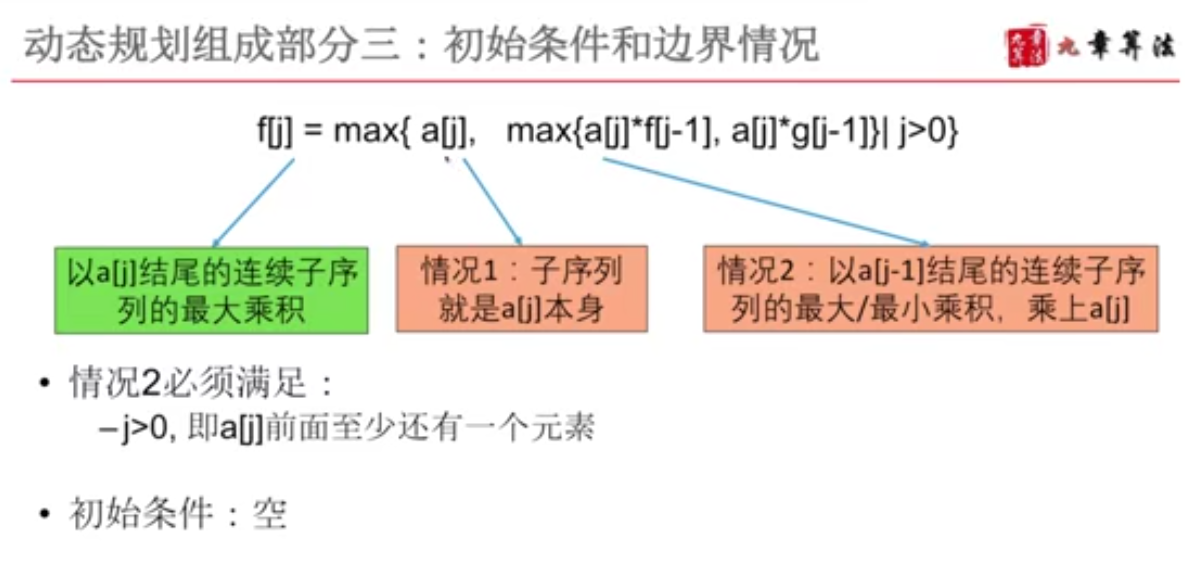 动态规划组成部分三：初始条件和边界情况
九章算法
九章算法
f[j] = max{ a[j], max{a[j]*f[j-1], a[j]*g[j-1]}| j>0}
以a[j]结尾的连续子序
列的最大乘积
情况1：子序列
就是a[j]本身
情况2：以a[j-1]结尾的连续子序
列的最大/最小乘积，乘上a[j]
• 情况2必须满足：
–j>0, 即a[j]前面至少还有一个元素
• 初始条件：空